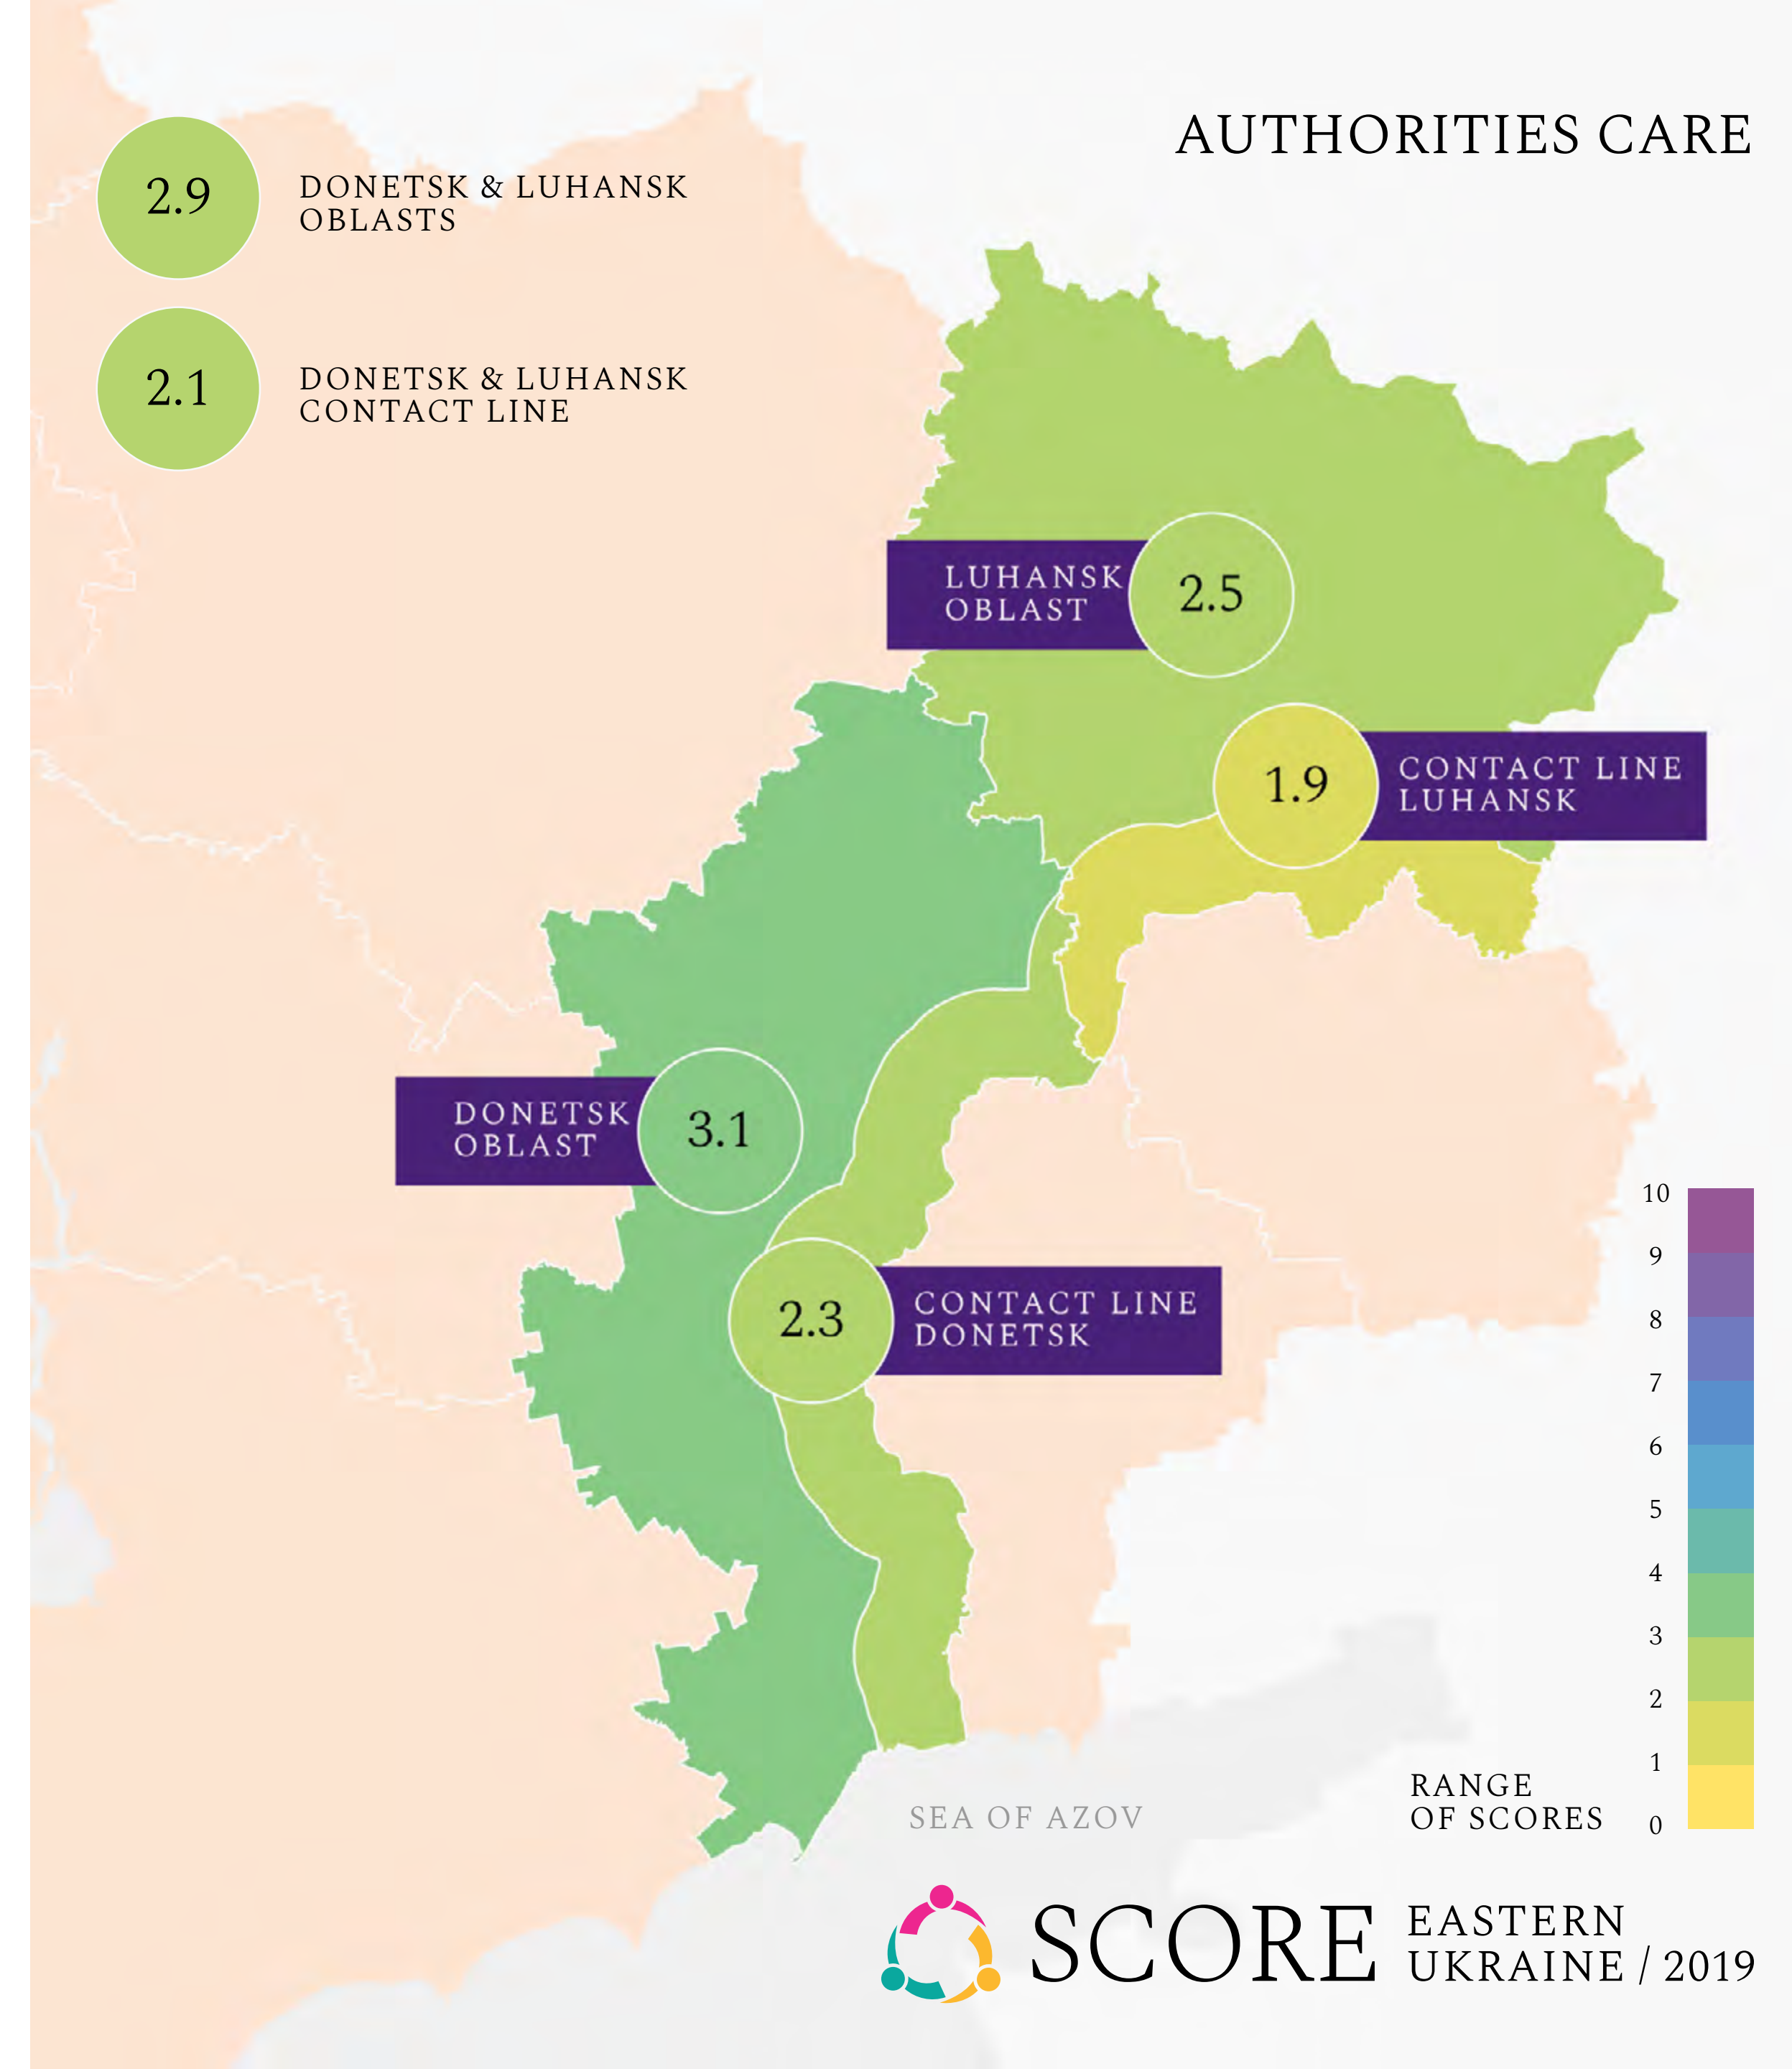 AUTHORITIES CARE
2.9
DONETSK & LUHANSK
OBLASTS
2.1
DONETSK & LUHANSK
CONTACT LINE
LUHANSK
OBLAST
2.5
1.9
CONTACT LINE
LUHANSK
DONETSK
OBLAST
3.1
2.3
CONTACT LINE
DONETSK
10
9
8
7
6
5
4
3
2
1
0
RANGE
OF SCORES
SEA OF AZOV
SCORE
EASTERN
UKRAINE / 2019